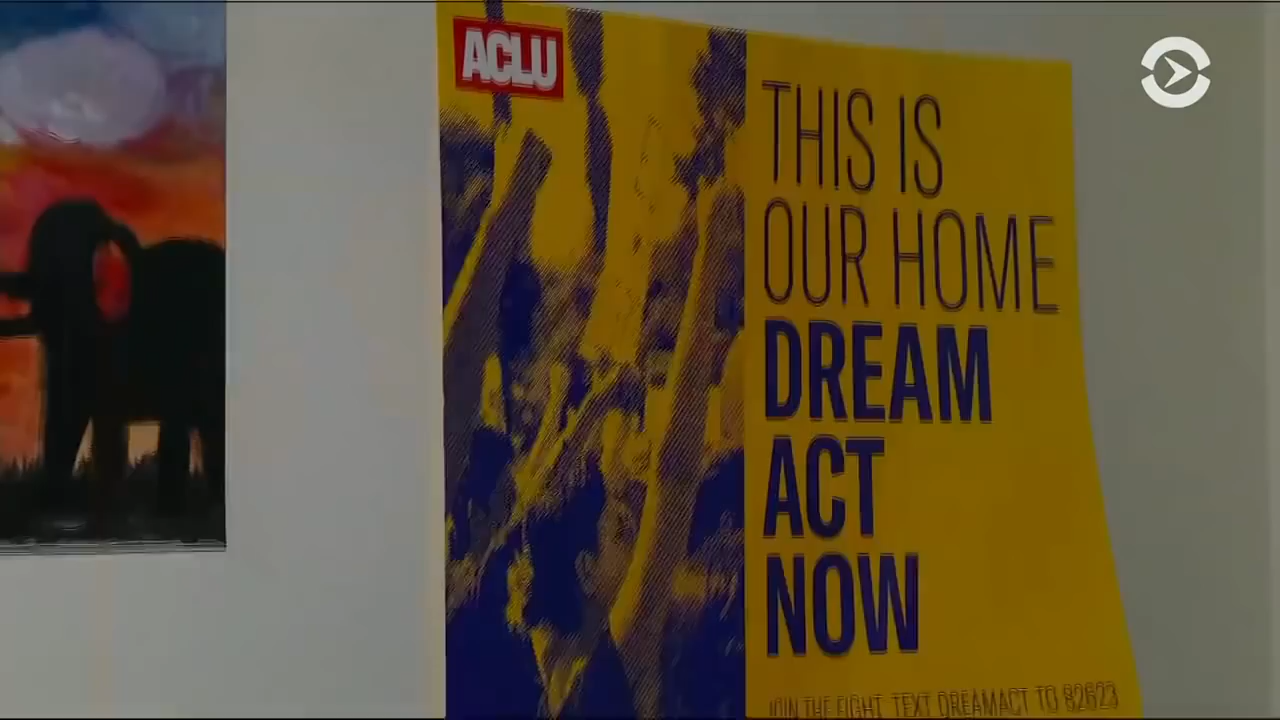 ACLU
THIS IS
OUR HOME
DREAM
ACT
NOW
JOIN THE FIGHT. TEXT DREAMACT TO 82623